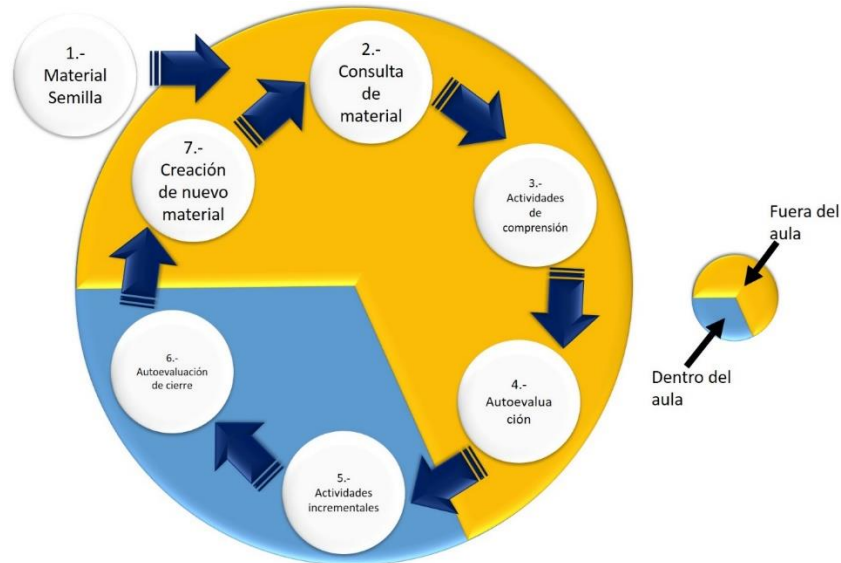 1.-
Material
Semilla
2.-
Consulta
de
material
3.-
Actividades
de
comprensión
4.-
Autoevalua
ción
5.-
Actividades
incrementales
6.-
Autoevaluación
de cierre
7.-
Creación
de nuevo
material
Fuera del
aula
Dentro del
aula